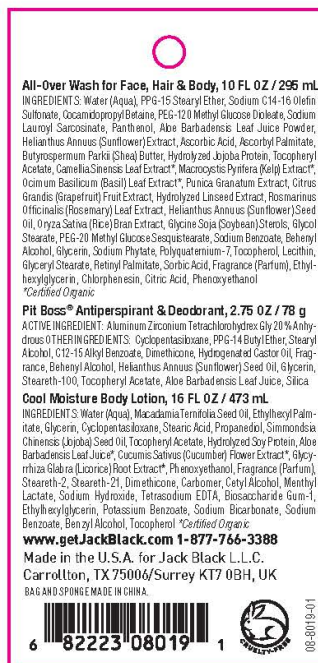 All-Over Wash for Face, Hair & Body, 10 FL OZ / 295 mL
INGREDIENTS: Water (Aqua), PPG-15 Stearyl Ether, Sodium C14-16 Olefin
Sulfonate, Cocamidopropyl Betaine, PEG-120 Methyl Glucose Dioleate, Sodium
Lauroyl Sarcosinate, Panthenol, Aloe Barbadensis Leaf Juice Powder,
Helianthus Annuus (Sunflower) Extract, Ascorbic Acid, Ascorbyl Palmitate,
Butyrospermum Parkii (Shea) Butter, Hydrolyzed Jojoba Protein, Tocopheryl
Acetate, Camellia Sinensis Leaf Extract*, Macrocystis Pyrifera (Kelp) Extract*,
Ocimum Basilicum (Basil) Leaf Extract*, Punica Granatum Extract, Citrus
Grandis (Grapefruit) Fruit Extract, Hydrolyzed Linseed Extract, Rosmarinus
Officinalis (Rosemary) Leaf Extract, Helianthus Annuus (Sunflower) Seed
Oil, Oryza Sativa (Rice) Bran Extract, Glycine Soja (Soybean) Sterols, Glycol
Stearate, PEG-20 Methyl Glucose Sesquistearate, Sodium Benzoate, Behenyl
Alcohol, Glycerin, Sodium Phytate, Polyquaternium-7, Tocopherol, Lecithin,
Glyceryl Stearate, Retinyl Palmitate, Sorbic Acid, Fragrance (Parfum), Ethyl-
hexylglycerin, Chlorphenesin, Citric Acid, Phenoxyethanol
*Certified Organic
Pit Boss® Antiperspirant & Deodorant, 2.75 OZ / 78 g
ACTIVE INGREDIENT: Aluminum Zirconium Tetrachlorohydrex Gly 20% Anhy-
drous OTHER INGREDIENTS: Cyclopentasiloxane, PPG-14 Butyl Ether, Stearyl
Alcohol, C12-15 Alkyl Benzoate, Dimethicone, Hydrogenated Castor Oil, Frag-
rance, Behenyl Alcohol, Helianthus Annuus (Sunflower) Seed Oil, Glycerin,
Steareth-100, Tocopheryl Acetate, Aloe Barbadensis Leaf Juice, Silica
Cool Moisture Body Lotion, 16 FL OZ / 473 mL
INGREDIENTS: Water (Aqua), Macadamia Ternifolia Seed Oil, Ethylhexyl Palm-
itate, Glycerin, Cyclopentasiloxane, Stearic Acid, Propanediol, Simmondsia
Chinensis (Jojoba) Seed Oil, Tocopheryl Acetate, Hydrolyzed Soy Protein, Aloe
Barbadensis Leaf Juice*, Cucumis Sativus (Cucumber) Flower Extract*, Glycyr-
rhiza Glabra (Licorice) Root Extract*, Phenoxyethanol, Fragrance (Parfum),
Steareth-2, Steareth-21, Dimethicone, Carbomer, Cetyl Alcohol, Menthyl
Lactate, Sodium Hydroxide, Tetrasodium EDTA, Biosaccharide Gum-1,
Ethylhexylglycerin, Potassium Benzoate, Sodium Bicarbonate, Sodium
Benzoate, Benzyl Alcohol, Tocopherol *Certified Organic
www.getJackBlack.com 1-877-766-3388
Made in the U.S.A. for Jack Black L.L.C.
Carrollton, TX 75006/Surrey KT7 0BH, UK
BAG AND SPONGE MADE IN CHINA.
6 82223 08019 1
CRUELTY-FREE
08-8019-01